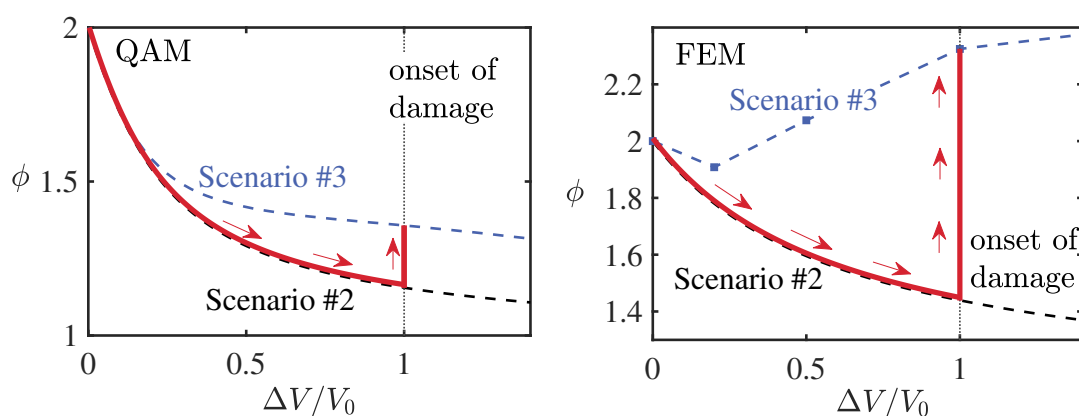 2
QAM
onset of
damage
Scenario #3
ϕ
1.5
Scenario #2
1
0
0.5
1
ΔV/V₀
FEM
2.2
Scenario #3
2
ϕ
1.8
onset of
damage
1.6
Scenario #2
1.4
0
0.5
1
ΔV/V₀